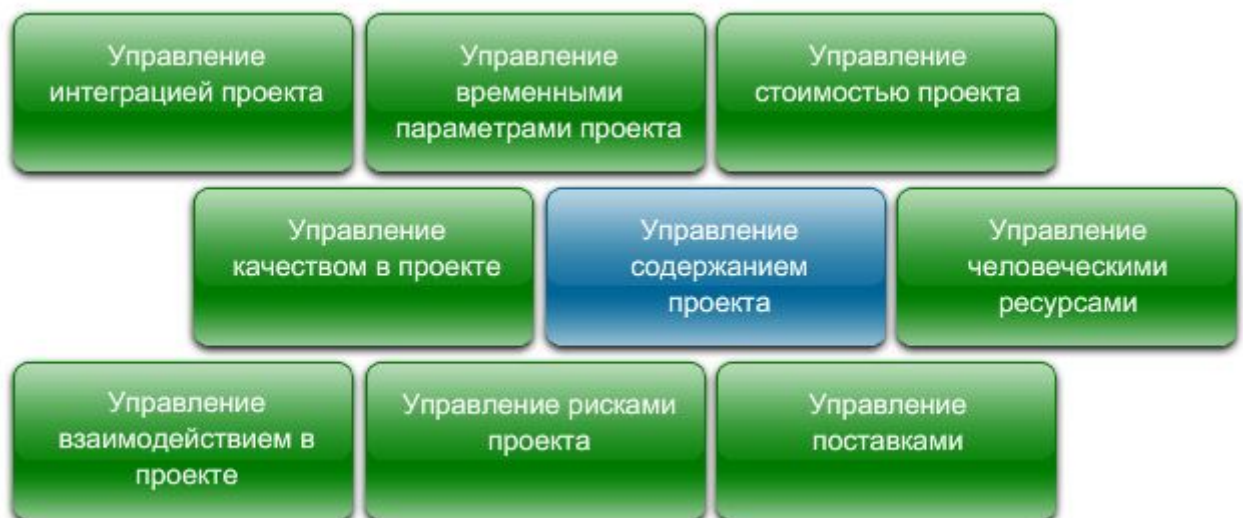 Управление
интеграцией проекта
Управление
временными
параметрами проекта
Управление
стоимостью проекта
Управление
качеством в проекте
Управление
содержанием
проекта
Управление
человеческими
ресурсами
Управление
взаимодействием в
проекте
Управление рисками
проекта
Управление
поставками